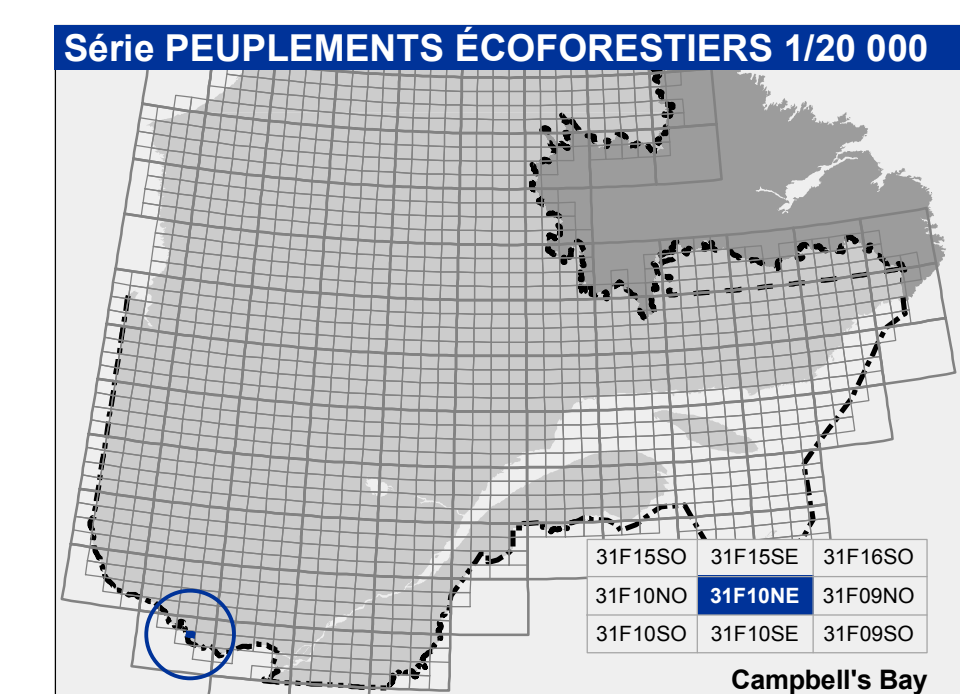 Série PEUPLEMENTS ÉCOFORESTIERS 1/20 000
31F15SO 31F15SE 31F16SO
31F10NO 31F10NE 31F09NO
31F10SO 31F10SE 31F09SO
Campbell's Bay